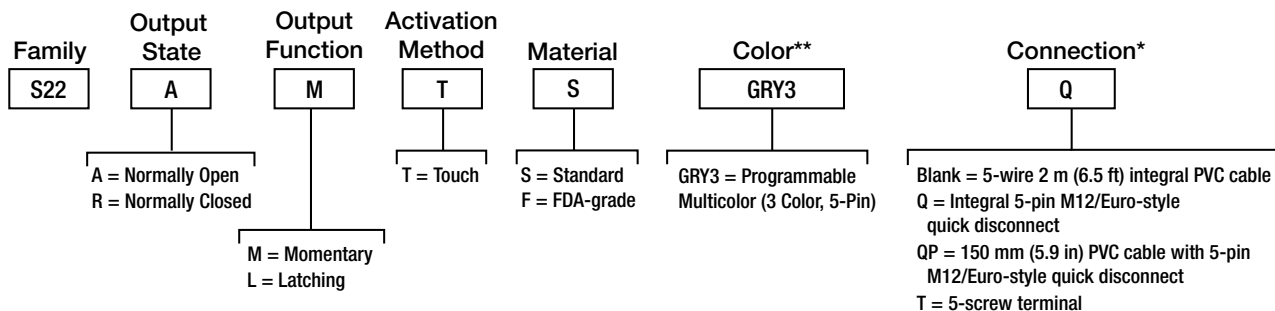 Family
Output
State
Output
Function
Activation
Method
Material
Color**
Connection*
S22
A
M
T
S
GRY3
Q
A = Normally Open
R = Normally Closed
M = Momentary
L = Latching
T = Touch
S = Standard
F = FDA-grade
GRY3 = Programmable
Multicolor (3 Color, 5-Pin)
Blank = 5-wire 2 m (6.5 ft) integral PVC cable
Q = Integral 5-pin M12/Euro-style
quick disconnect
QP = 150 mm (5.9 in) PVC cable with 5-pin
M12/Euro-style quick disconnect
T = 5-screw terminal